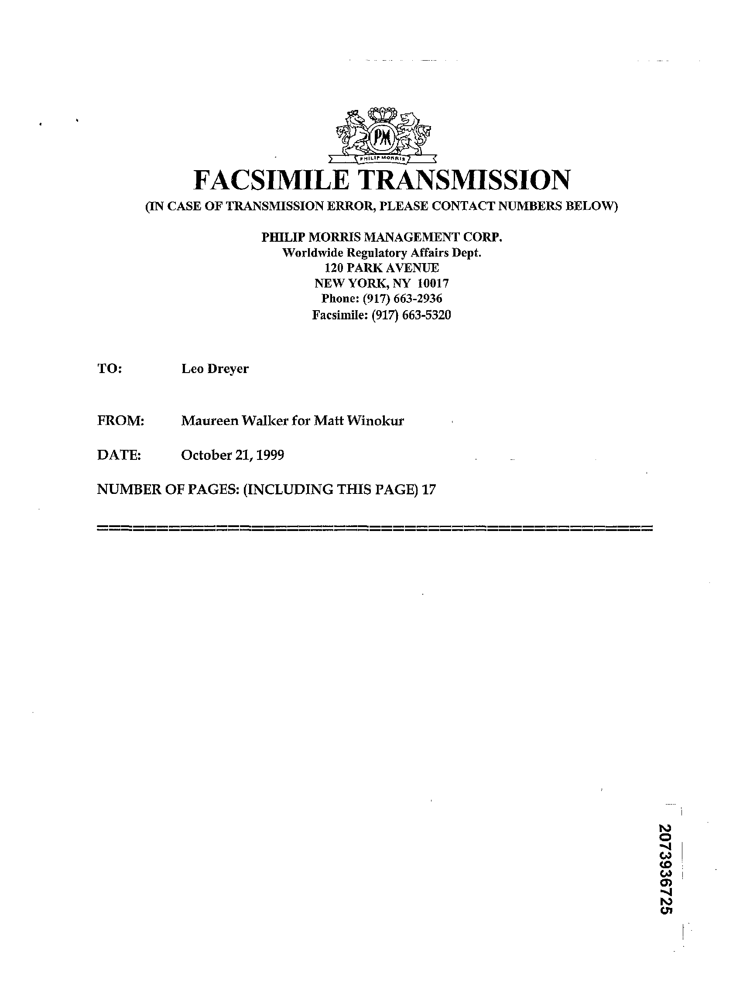 PM
PHILIP MORRIS
FACSIMILE TRANSMISSION
(IN CASE OF TRANSMISSION ERROR, PLEASE CONTACT NUMBERS BELOW)
PHILIP MORRIS MANAGEMENT CORP.
Worldwide Regulatory Affairs Dept.
120 PARK AVENUE
NEW YORK, NY 10017
Phone: (917) 663-2936
Facsimile: (917) 663-5320
TO: Leo Dreyer
FROM: Maureen Walker for Matt Winokur
DATE: October 21, 1999
NUMBER OF PAGES: (INCLUDING THIS PAGE) 17
===============================================
2073936725